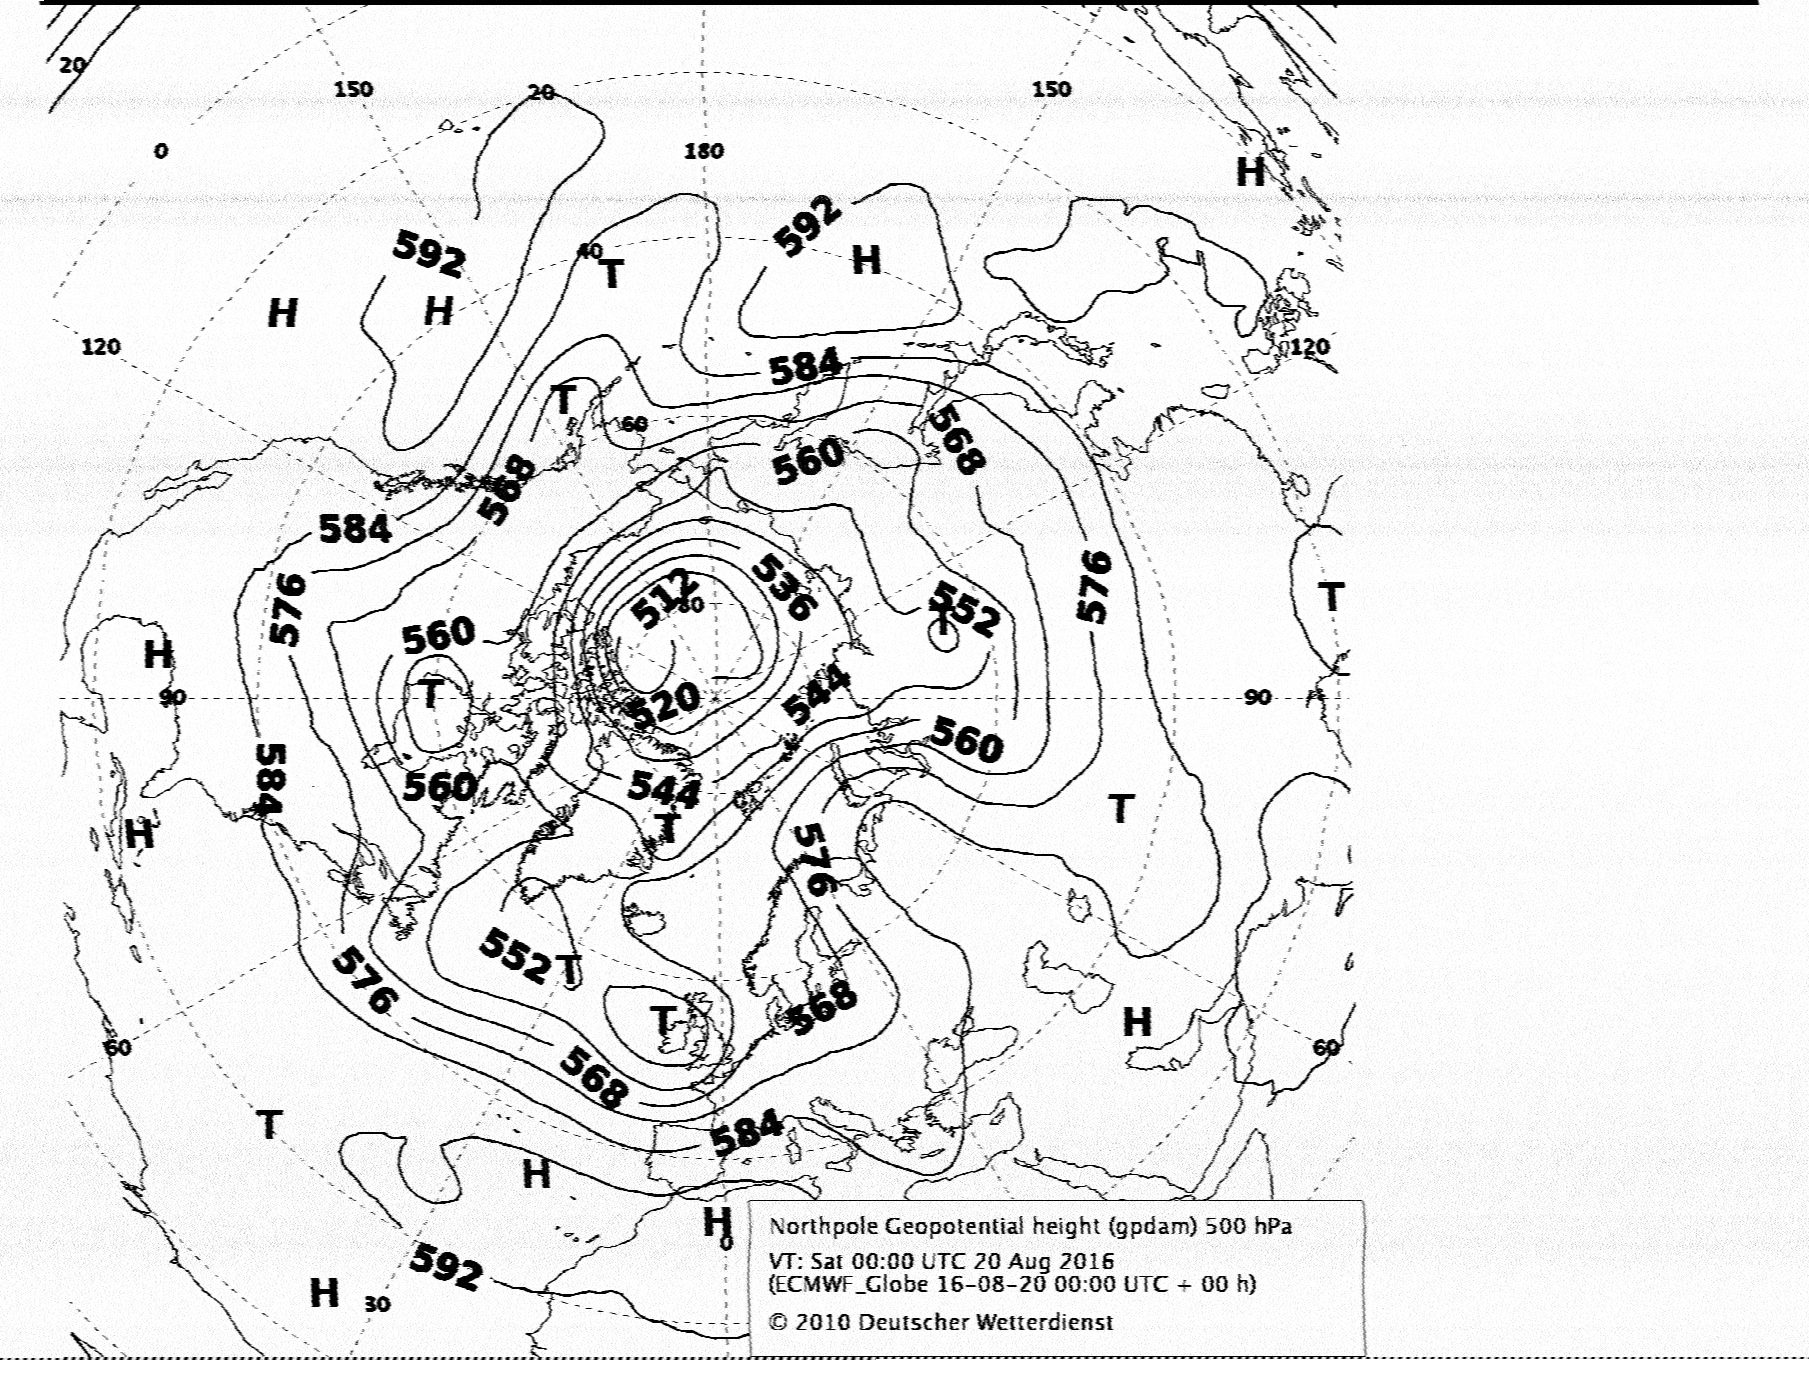 20
150
20
150
0
180
H
592
592
40
T
H
H
H
120
120
584
T
60
568
560
568
584
536
512
80
552
576
T
576
T
560
H
T
90
90
520
544
560
584
560
544
T
H
T
576
552
T
576
568
T
H
60
60
568
T
584
H
H
0
592
H
30
Northpole Geopotential height (gpdam) 500 hPa
VT: Sat 00:00 UTC 20 Aug 2016
(ECMWF_Globe 16-08-20 00:00 UTC + 00 h)
© 2010 Deutscher Wetterdienst